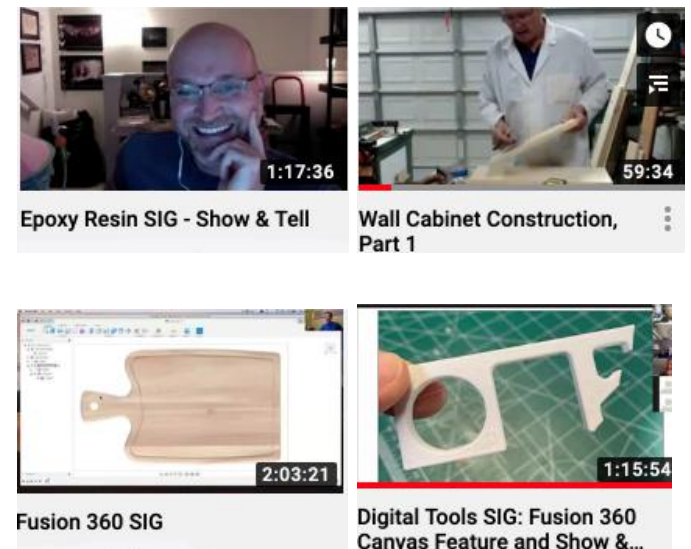 1:17:36
59:34
Epoxy Resin SIG - Show & Tell
Wall Cabinet Construction,
Part 1
2:03:21
1:15:54
Fusion 360 SIG
Digital Tools SIG: Fusion 360
Canvas Feature and Show &...